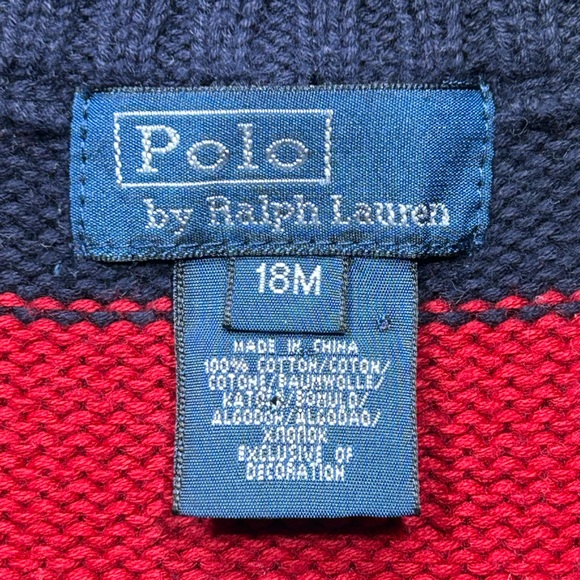 Polo
by Ralph Lauren
18M
MADE IN CHINA
100% COTTON/COTON/
COTONE/BAUMWOLLE/
ALGODON/ALGODAO/
ХЛОПОК
EXCLUSIVE OF
DECORATION